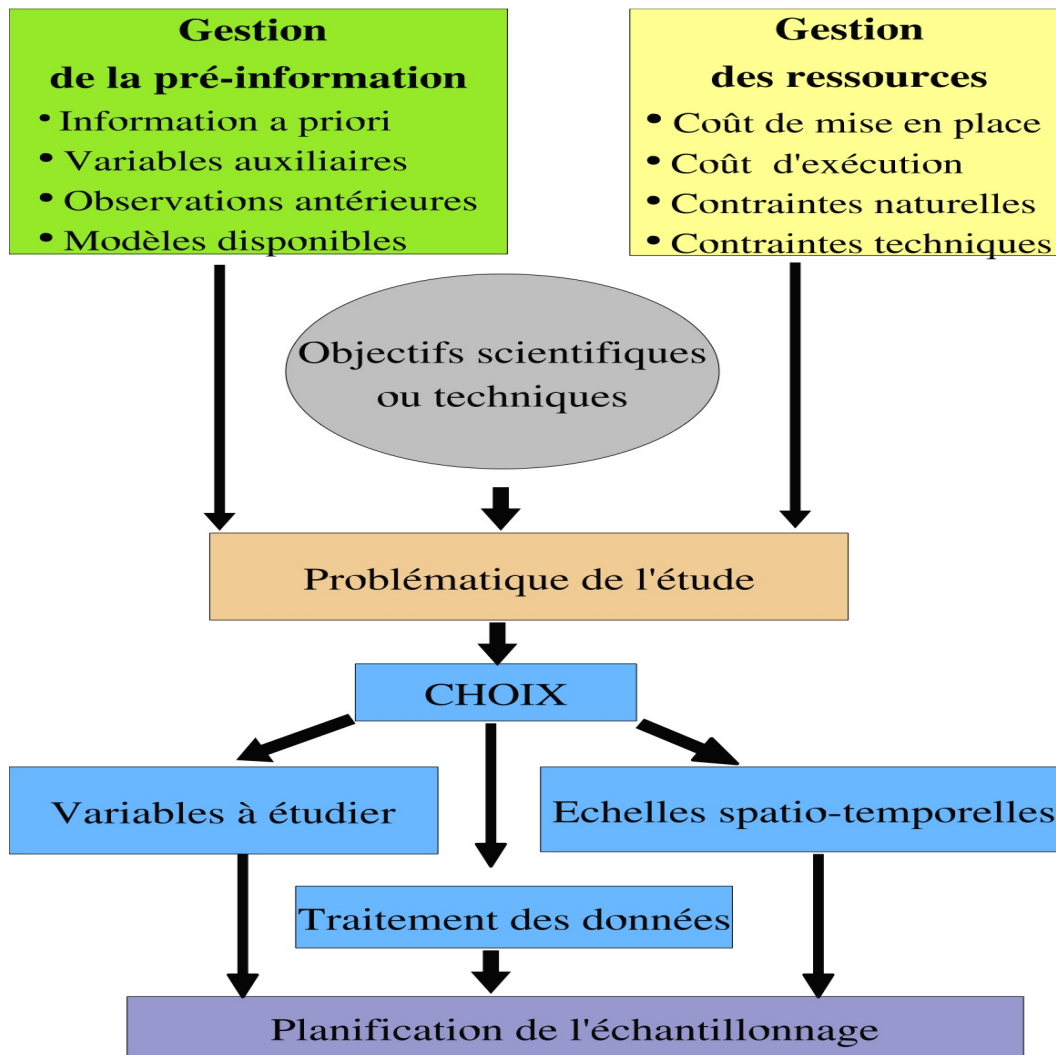 Gestion
de la pré-information
• Information a priori
• Variables auxiliaires
• Observations antérieures
• Modèles disponibles
Gestion
des ressources
• Coût de mise en place
• Coût d'exécution
• Contraintes naturelles
• Contraintes techniques
Objectifs scientifiques
ou techniques
Problématique de l'étude
CHOIX
Variables à étudier
Echelles spatio-temporelles
Traitement des données
Planification de l'échantillonnage